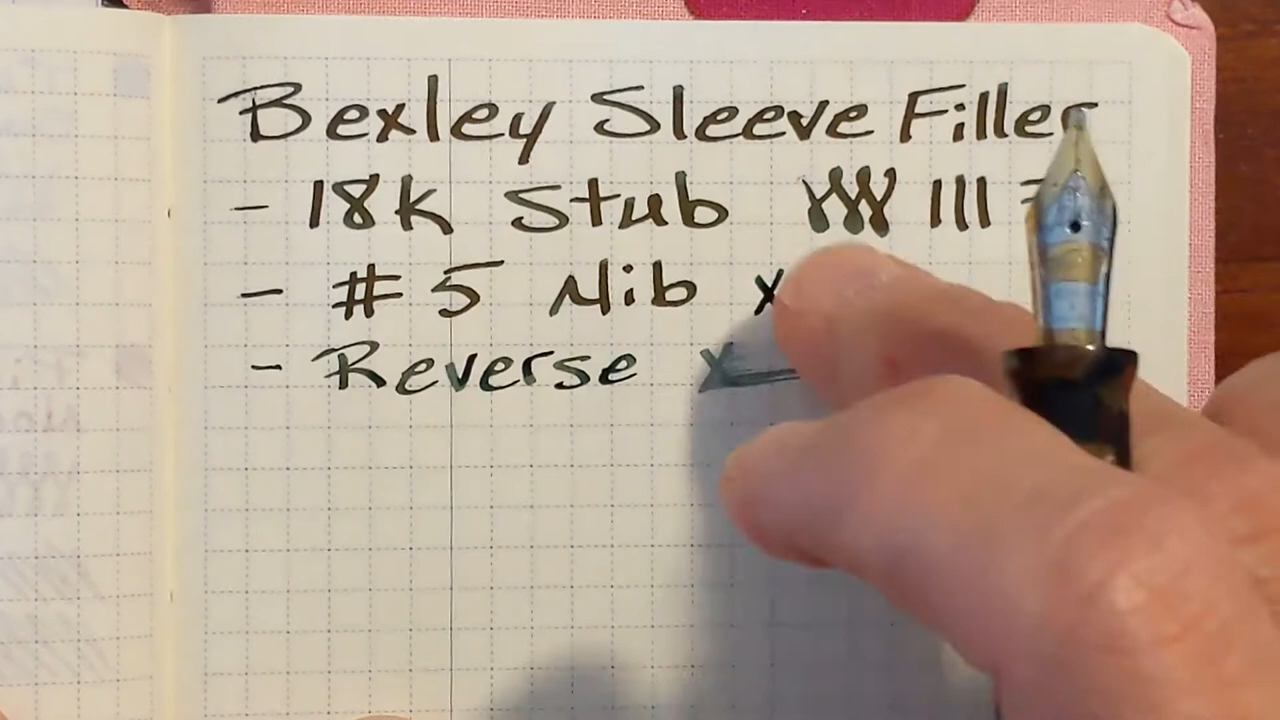 Bexley Sleeve Filler
- 18K Stub
- #5 Nib x
- Reverse x